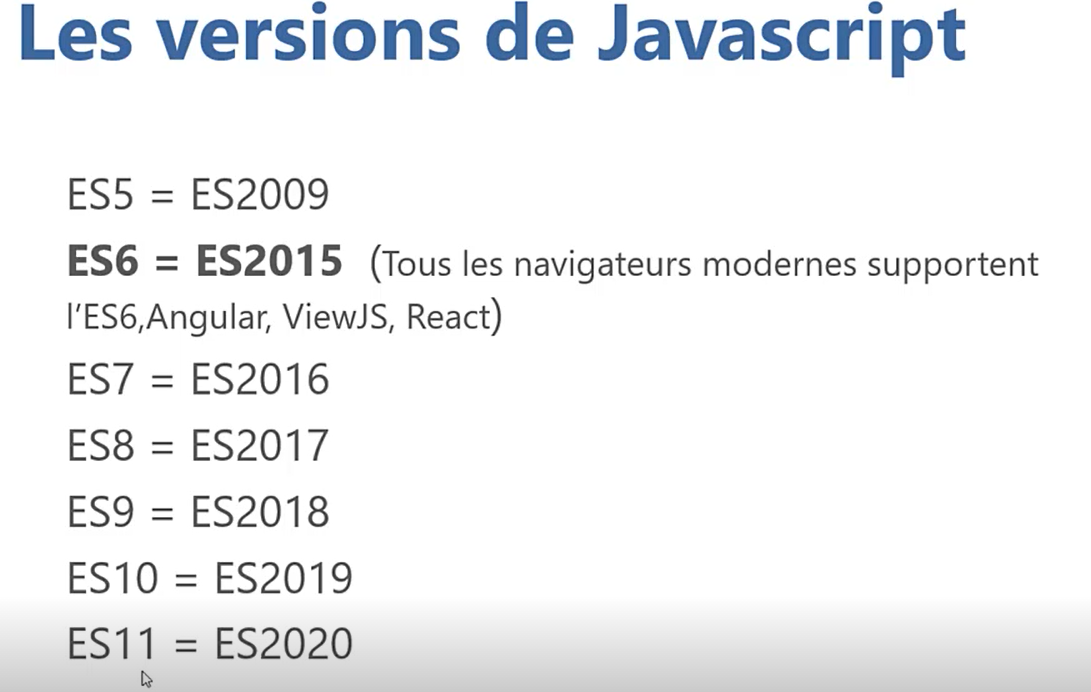 Les versions de Javascript
ES5 = ES2009
ES6 = ES2015 (Tous les navigateurs modernes supportent
l’ES6,Angular, ViewJS, React)
ES7 = ES2016
ES8 = ES2017
ES9 = ES2018
ES10 = ES2019
ES11 = ES2020